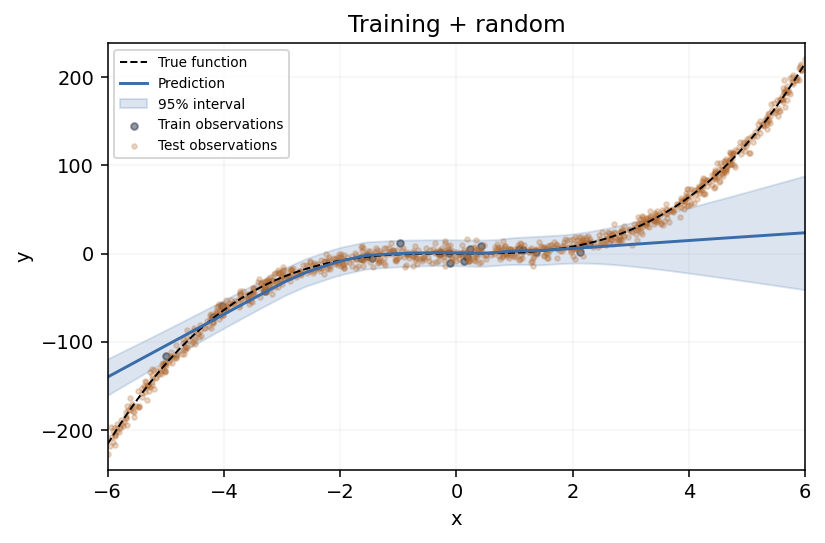 Training + random
True function
Prediction
95% interval
Train observations
Test observations
y
200
100
0
−100
−200
−6
−4
−2
0
2
4
6
x